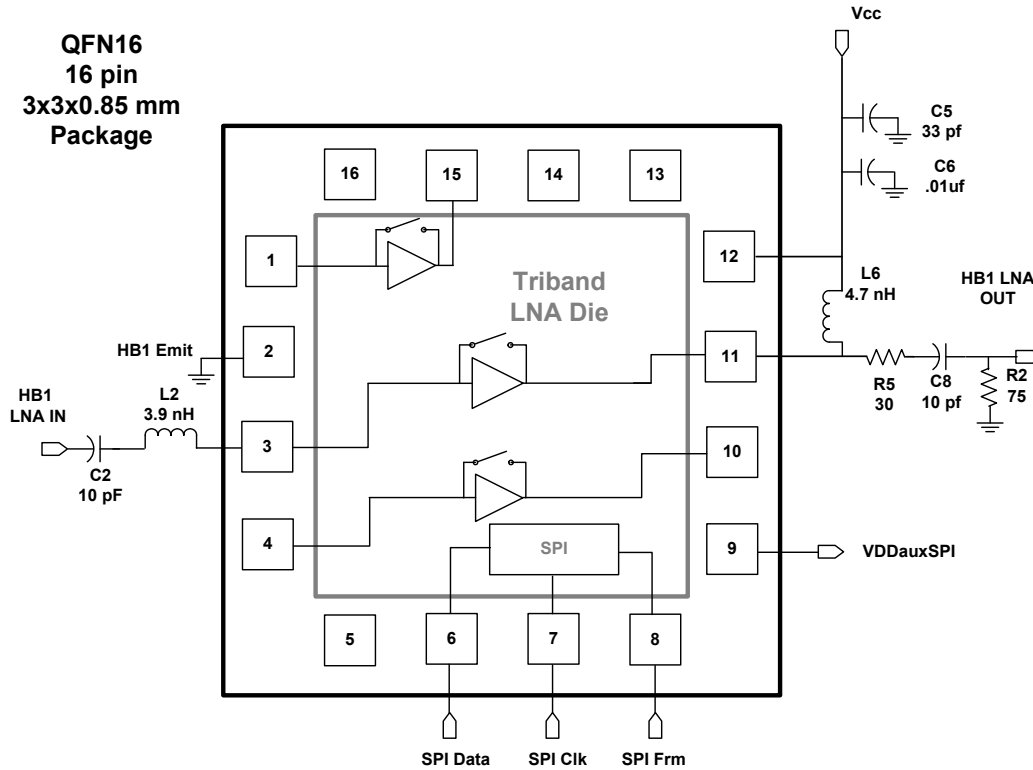 QFN16
16 pin
3x3x0.85 mm
Package
Vcc
C5
33 pf
C6
.01uf
16
15
14
13
1
12
Triband
LNA Die
L6
4.7 nH
HB1 LNA
OUT
HB1 Emit
2
11
R5
30
C8
10 pf
R2
75
HB1
LNA IN
L2
3.9 nH
3
C2
10 pF
10
4
SPI
9
VDDauxSPI
5
6
7
8
SPI Data
SPI Clk
SPI Frm